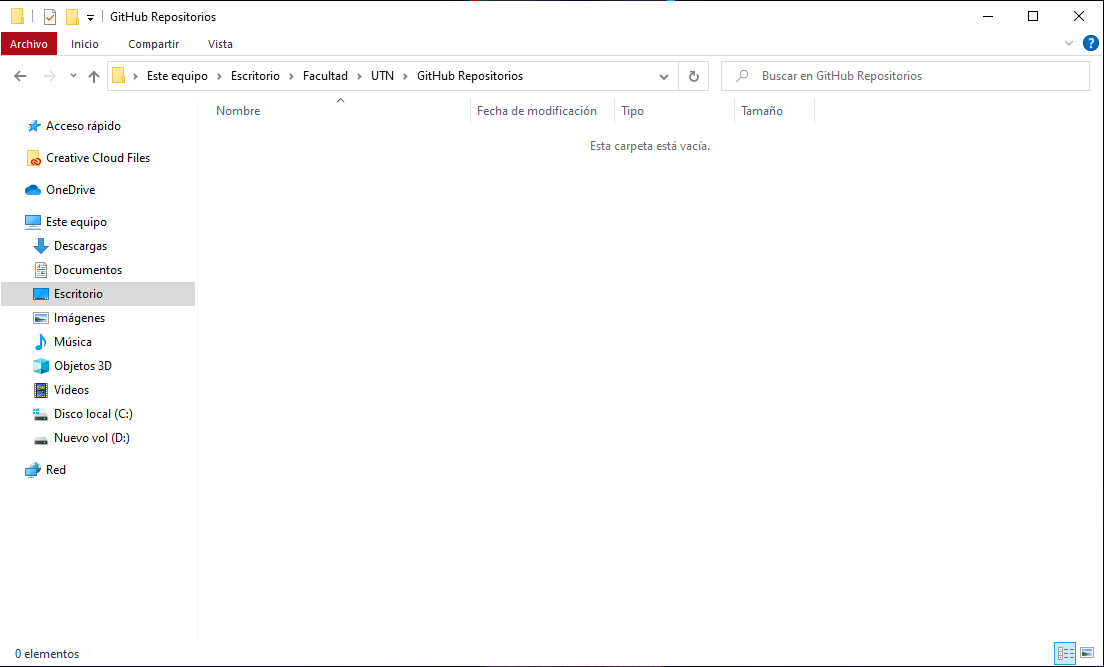 GitHub Repositorios
Archivo Inicio Compartir Vista
Este equipo Escritorio Facultad UTN GitHub Repositorios Buscar en GitHub Repositorios
Nombre Fecha de modificación Tipo Tamaño
Esta carpeta está vacía.
Acceso rápido
Creative Cloud Files
OneDrive
Este equipo
Descargas
Documentos
Escritorio
Imágenes
Música
Objetos 3D
Videos
Disco local (C:)
Nuevo vol (D:)
Red
0 elementos